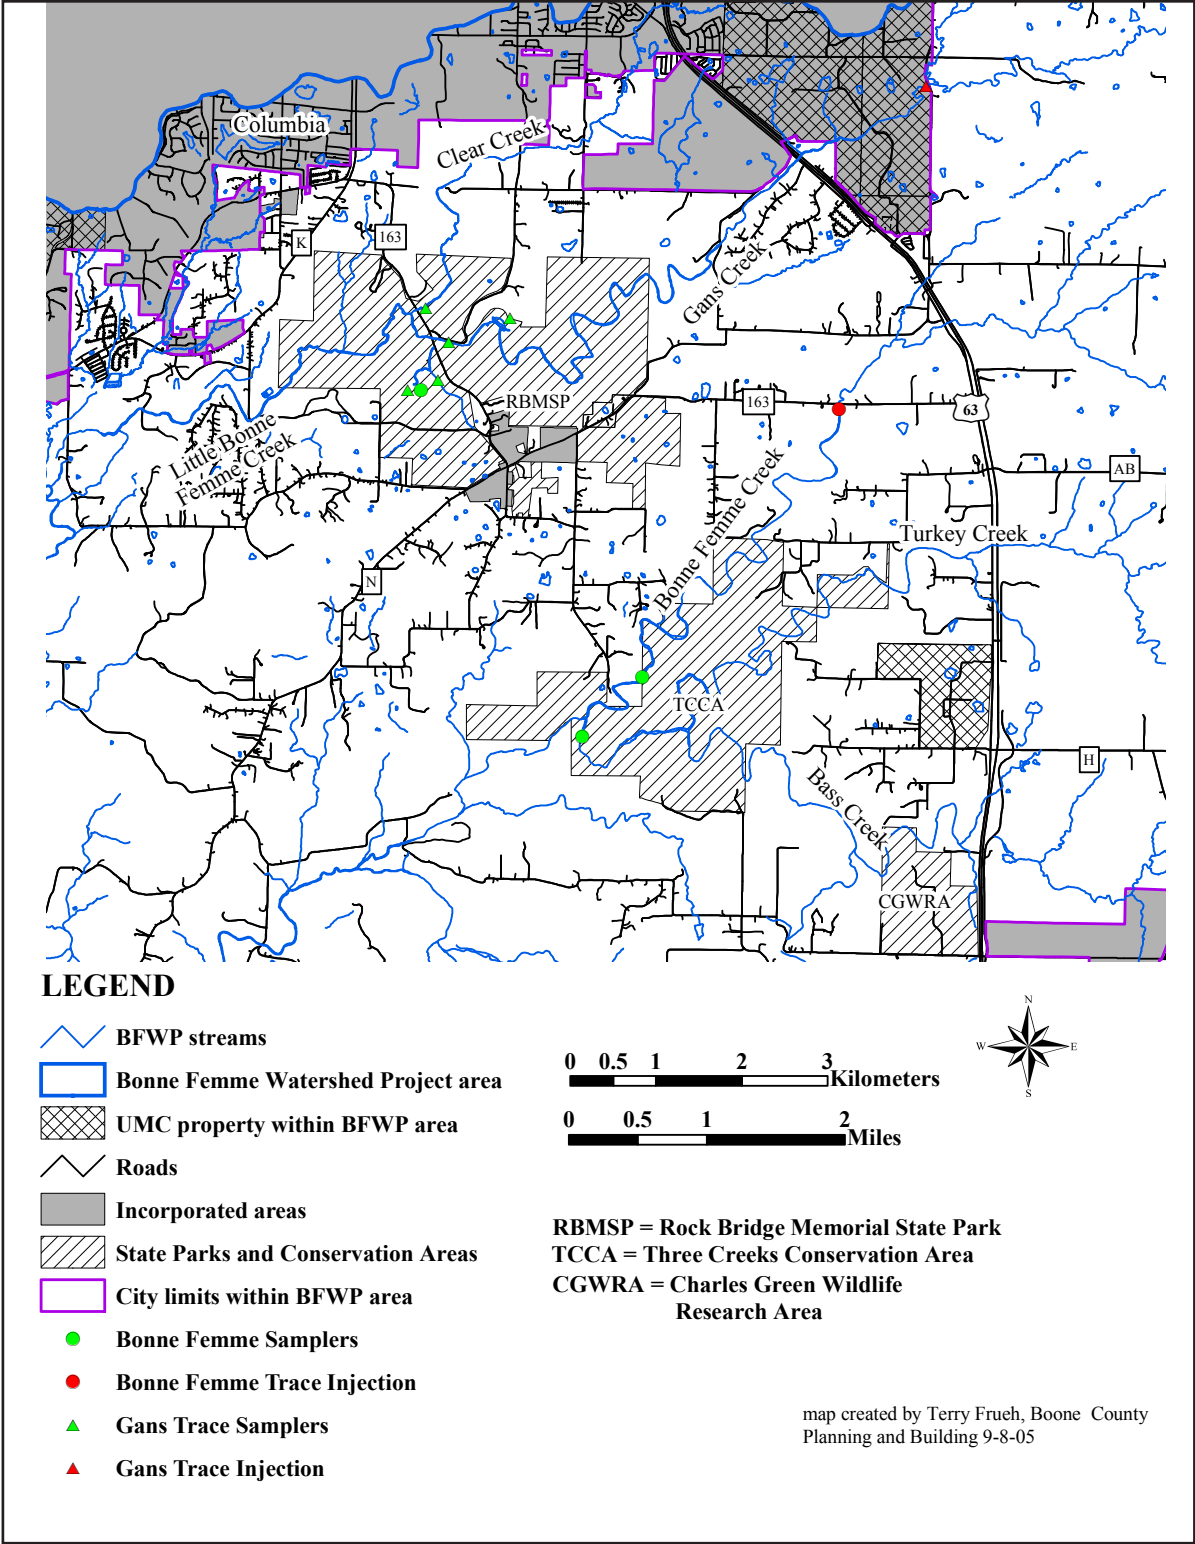 Columbia
Clear Creek
K
163
Gans Creek
RBMSP
163
63
Little Bonne
Femme Creek
AB
Bonne Femme Creek
Turkey Creek
N
TCCA
H
Bass Creek
CGWRA
LEGEND
BFWP streams
Bonne Femme Watershed Project area
UMC property within BFWP area
Roads
Incorporated areas
State Parks and Conservation Areas
City limits within BFWP area
Bonne Femme Samplers
Bonne Femme Trace Injection
Gans Trace Samplers
Gans Trace Injection
0 0.5 1 2 3 Kilometers
0 0.5 1 2 Miles
N
W E
S
RBMSP = Rock Bridge Memorial State Park
TCCA = Three Creeks Conservation Area
CGWRA = Charles Green Wildlife
Research Area
map created by Terry Frueh, Boone County
Planning and Building 9-8-05